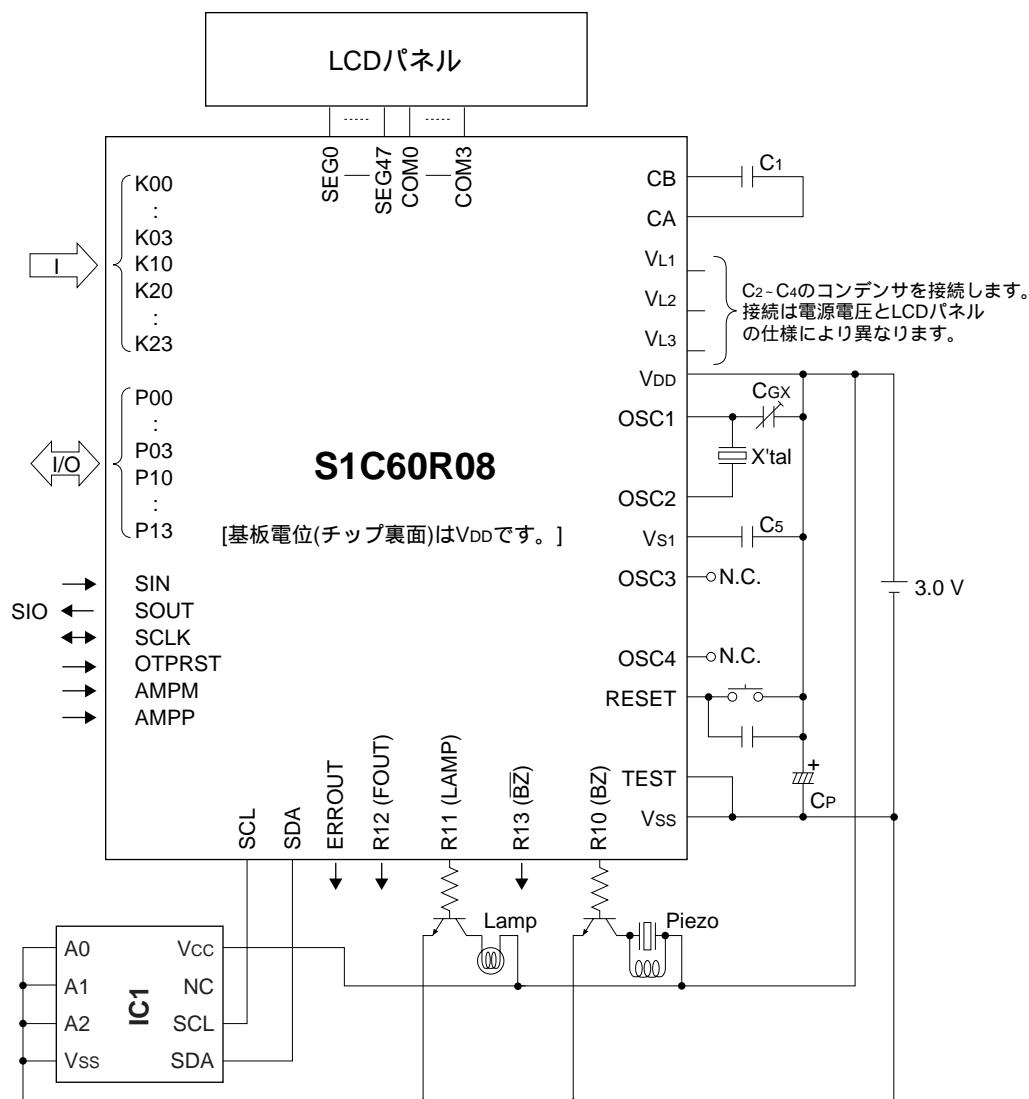 LCDパネル
SEG0
SEG47
COM0
COM3
K00
:
K03
K10
K20
:
K23
I
P00
:
P03
P10
:
P13
I/O
S1C60R08
[基板電位(チップ裏面)はVDDです。]
SIO
SIN
SOUT
SCLK
OTPRST
AMPM
AMPP
CB
CA
C1
VL1
VL2
VL3
C2~C4のコンデンサを接続します。
接続は電源電圧とLCDパネル
の仕様により異なります。
VDD
OSC1
CGX
X'tal
OSC2
VS1
C5
OSC3
N.C.
3.0 V
OSC4
N.C.
RESET
TEST
+
CP
VSS
SCL
SDA
ERROUT
R12 (FOUT)
R11 (LAMP)
R13 (B̅Z̅)
R10 (BZ)
Lamp
Piezo
IC1
A0
A1
A2
VSS
VCC
NC
SCL
SDA